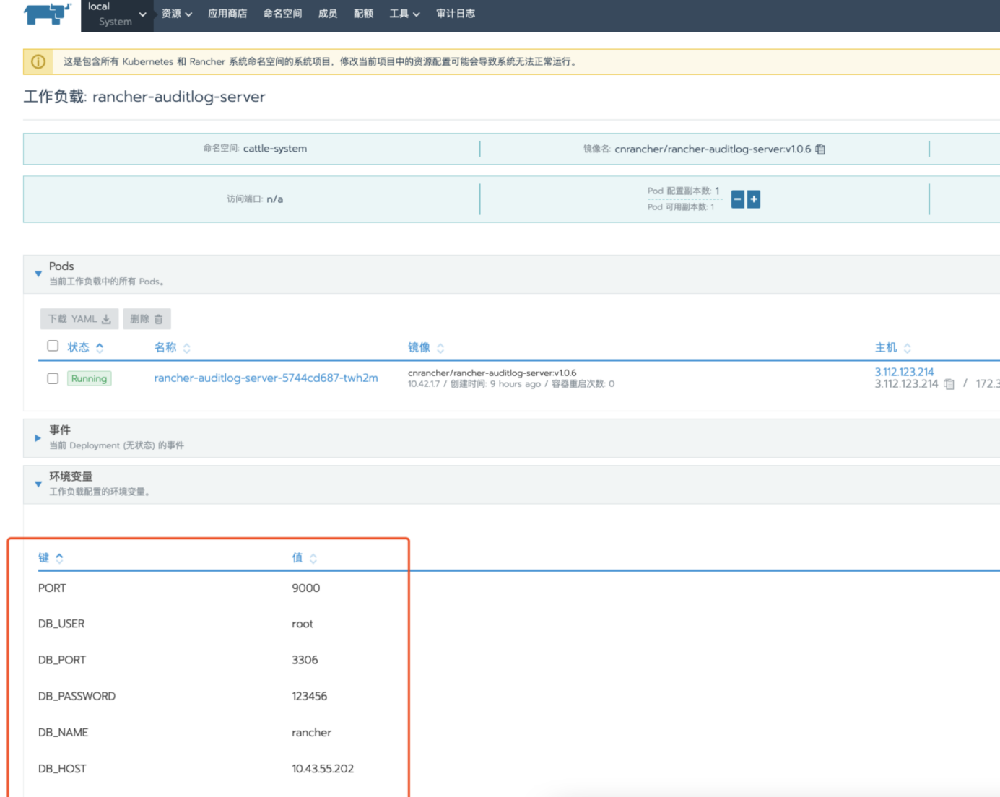 local
System
资源 应用商店 命名空间 成员 配额 工具 审计日志
这是包含所有 Kubernetes 和 Rancher 系统命名空间的系统项目，修改当前项目中的资源配置可能会导致系统无法正常运行。
工作负载: rancher-auditlog-server
命名空间: cattle-system 镜像名: cnrancher/rancher-auditlog-server:v1.0.6
访问端口: n/a
Pod 配置副本数: 1
Pod 可用副本数: 1
− +
Pods
当前工作负载中的所有 Pods。
下载 YAML 删除
状态 名称 镜像 主机
Running rancher-auditlog-server-5744cd687-twh2m
cnrancher/rancher-auditlog-server:v1.0.6
10.42.1.7 / 创建时间: 9 hours ago / 容器重启次数: 0
3.112.123.214
3.112.123.214 / 172.3
事件
当前 Deployment (无状态) 的事件
环境变量
工作负载配置的环境变量。
键 值
PORT 9000
DB_USER root
DB_PORT 3306
DB_PASSWORD 123456
DB_NAME rancher
DB_HOST 10.43.55.202